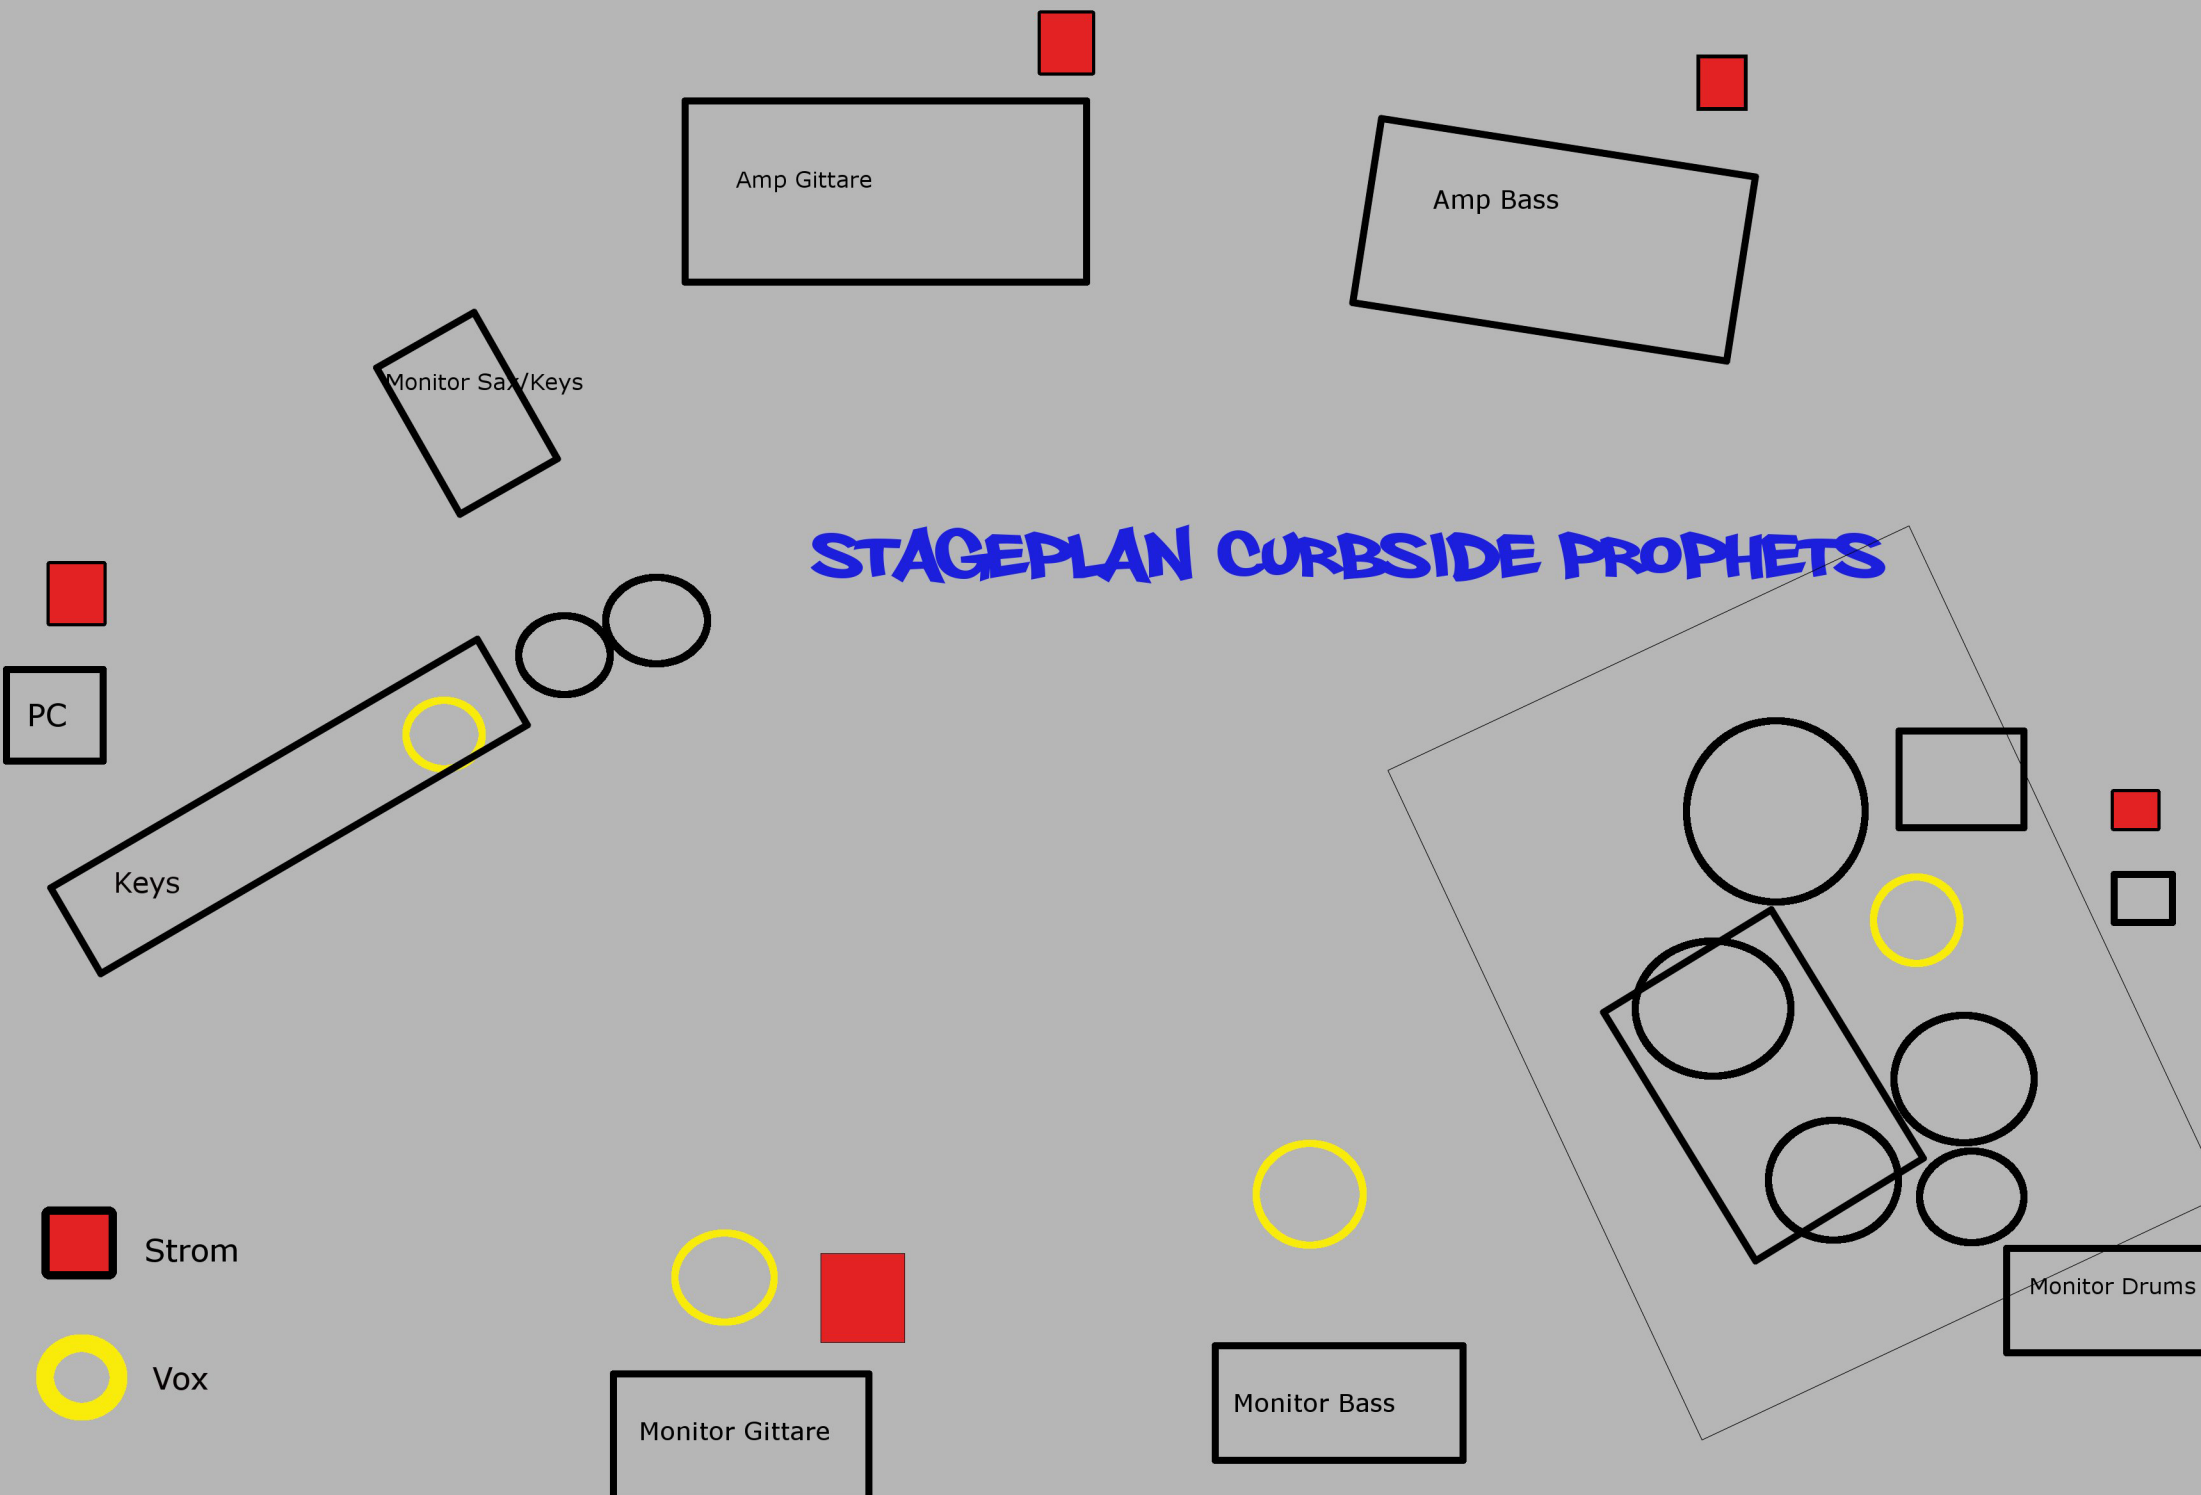 Amp Gittare
Amp Bass
Monitor Sax/Keys
STAGEPLAN CURBSIDE PROPHETS
PC
Keys
Strom
Vox
Monitor Gittare
Monitor Bass
Monitor Drums